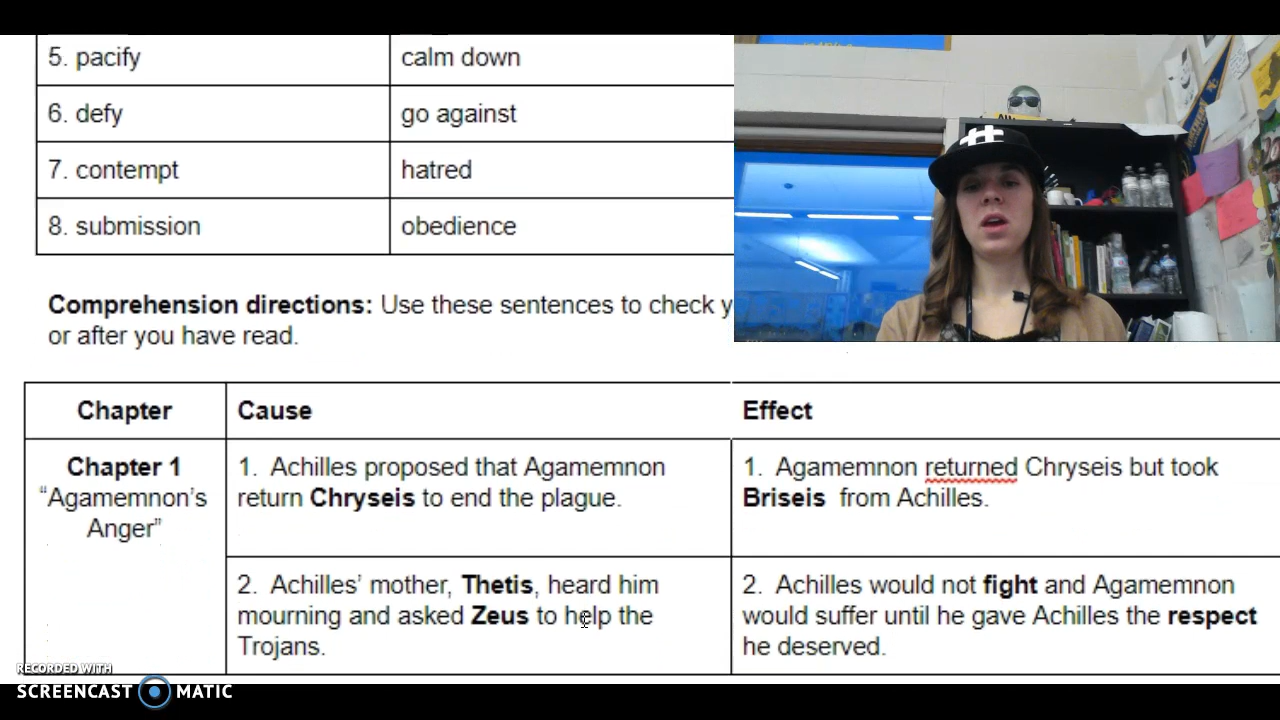 5. pacify
calm down
6. defy
go against
7. contempt
hatred
8. submission
obedience
Comprehension directions: Use these sentences to check y
or after you have read.
Chapter
Cause
Effect
Chapter 1
“Agamemnon’s
Anger”
1. Achilles proposed that Agamemnon
return Chryseis to end the plague.
1. Agamemnon returned Chryseis but took
Briseis from Achilles.
2. Achilles’ mother, Thetis, heard him
mourning and asked Zeus to help the
Trojans.
2. Achilles would not fight and Agamemnon
would suffer until he gave Achilles the respect
he deserved.
RECORDED WITH
SCREENCAST MATIC